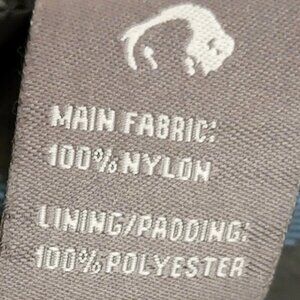 MAIN FABRIC:
100% NYLON
LINING/PADDING:
100% POLYESTER